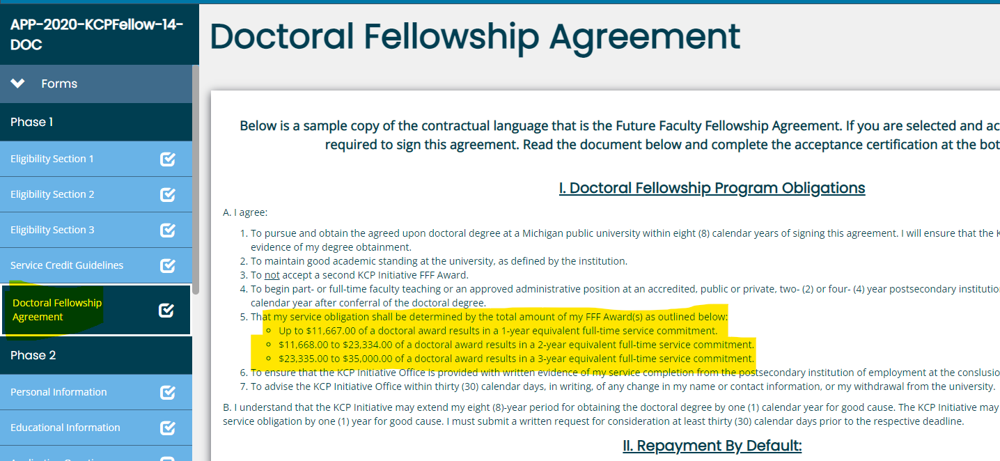 APP-2020-KCPFellow-14-
DOC
Forms
Phase 1
Eligibility Section 1
Eligibility Section 2
Eligibility Section 3
Service Credit Guidelines
Doctoral Fellowship
Agreement
Phase 2
Personal Information
Educational Information
Doctoral Fellowship Agreement
Below is a sample copy of the contractual language that is the Future Faculty Fellowship Agreement. If you are selected and ac
required to sign this agreement. Read the document below and complete the acceptance certification at the bot
I. Doctoral Fellowship Program Obligations
A. I agree:
1. To pursue and obtain the agreed upon doctoral degree at a Michigan public university within eight (8) calendar years of signing this agreement. I will ensure that the K
evidence of my degree obtainment.
2. To maintain good academic standing at the university, as defined by the institution.
3. To not accept a second KCP Initiative FFF Award.
4. To begin part- or full-time faculty teaching or an approved administrative position at an accredited, public or private, two- (2) or four- (4) year postsecondary institutio
calendar year after conferral of the doctoral degree.
5. That my service obligation shall be determined by the total amount of my FFF Award(s) as outlined below:
Up to $11,667.00 of a doctoral award results in a 1-year equivalent full-time service commitment.
$11,668.00 to $23,334.00 of a doctoral award results in a 2-year equivalent full-time service commitment.
$23,335.00 to $35,000.00 of a doctoral award results in a 3-year equivalent full-time service commitment.
6. To ensure that the KCP Initiative Office is provided with written evidence of my service completion from the postsecondary institution of employment at the conslusio
7. To advise the KCP Initiative Office within thirty (30) calendar days, in writing, of any change in my name or contact information, or my withdrawal from the university.
B. I understand that the KCP Initiative may extend my eight (8)-year period for obtaining the doctoral degree by one (1) calendar year for good cause. The KCP Initiative may
service obligation by one (1) year for good cause. I must submit a written request for consideration at least thirty (30) calendar days prior to the respective deadline.
II. Repayment By Default: